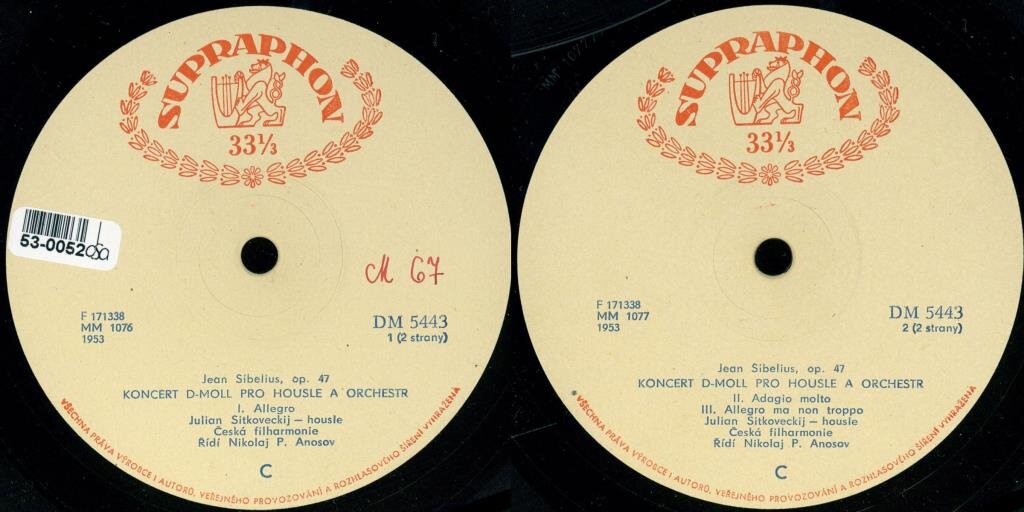 SUPRAPHON
33⅓
53-0052
M 67
F 171338
MM 1076
1953
DM 5443
1 (2 strany)
Jean Sibelius, op. 47
KONCERT D-MOLL PRO HOUSLE A ORCHESTR
I. Allegro
Julian Sitkoveckij – housle
Česká filharmonie
Řídí Nikolaj P. Anosov
C
VŠECHNA PRÁVA VÝROBCE I AUTORŮ, VEŘEJNÉHO PROVOZOVÁNÍ A ROZHLASOVÉHO ŠÍŘENÍ VYHRAŽENA
MM 1077
SUPRAPHON
33⅓
F 171338
MM 1077
1953
DM 5443
2 (2 strany)
Jean Sibelius, op. 47
KONCERT D-MOLL PRO HOUSLE A ORCHESTR
II. Adagio molto
III. Allegro ma non troppo
Julian Sitkoveckij – housle
Česká filharmonie
Řídí Nikolaj P. Anosov
C
VŠECHNA PRÁVA VÝROBCE I AUTORŮ, VEŘEJNÉHO PROVOZOVÁNÍ A ROZHLASOVÉHO ŠÍŘENÍ VYHRAŽENA